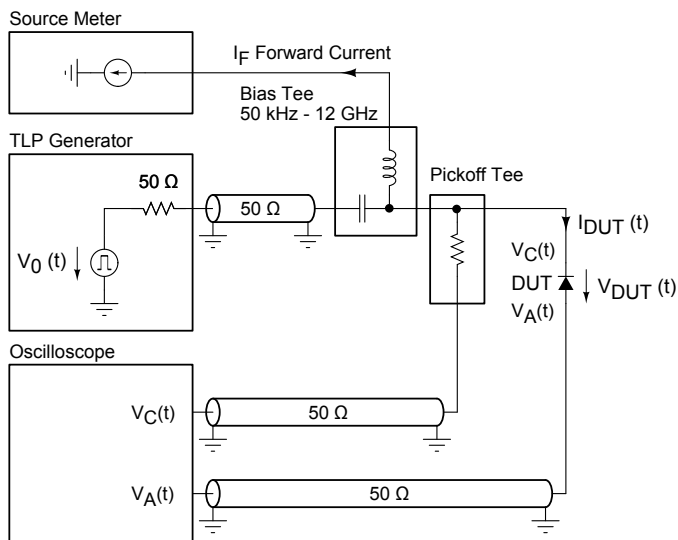 Source Meter
I_F Forward Current
Bias Tee
50 kHz - 12 GHz
TLP Generator
Pickoff Tee
50 Ω
50 Ω
I_DUT (t)
V_0 (t)
V_C(t)
DUT
V_DUT (t)
V_A(t)
Oscilloscope
V_C(t)
50 Ω
V_A(t)
50 Ω